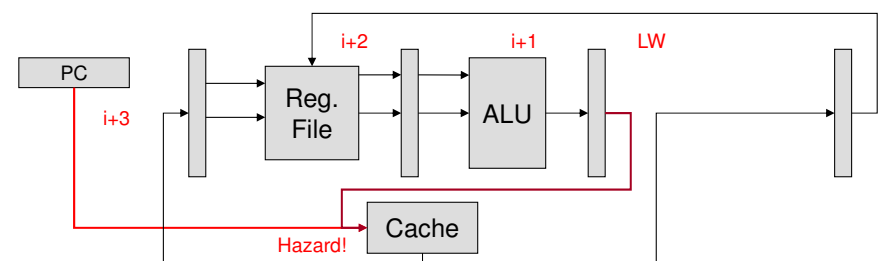 i+2
i+1
LW
PC
i+3
Reg.
File
ALU
Cache
Hazard!